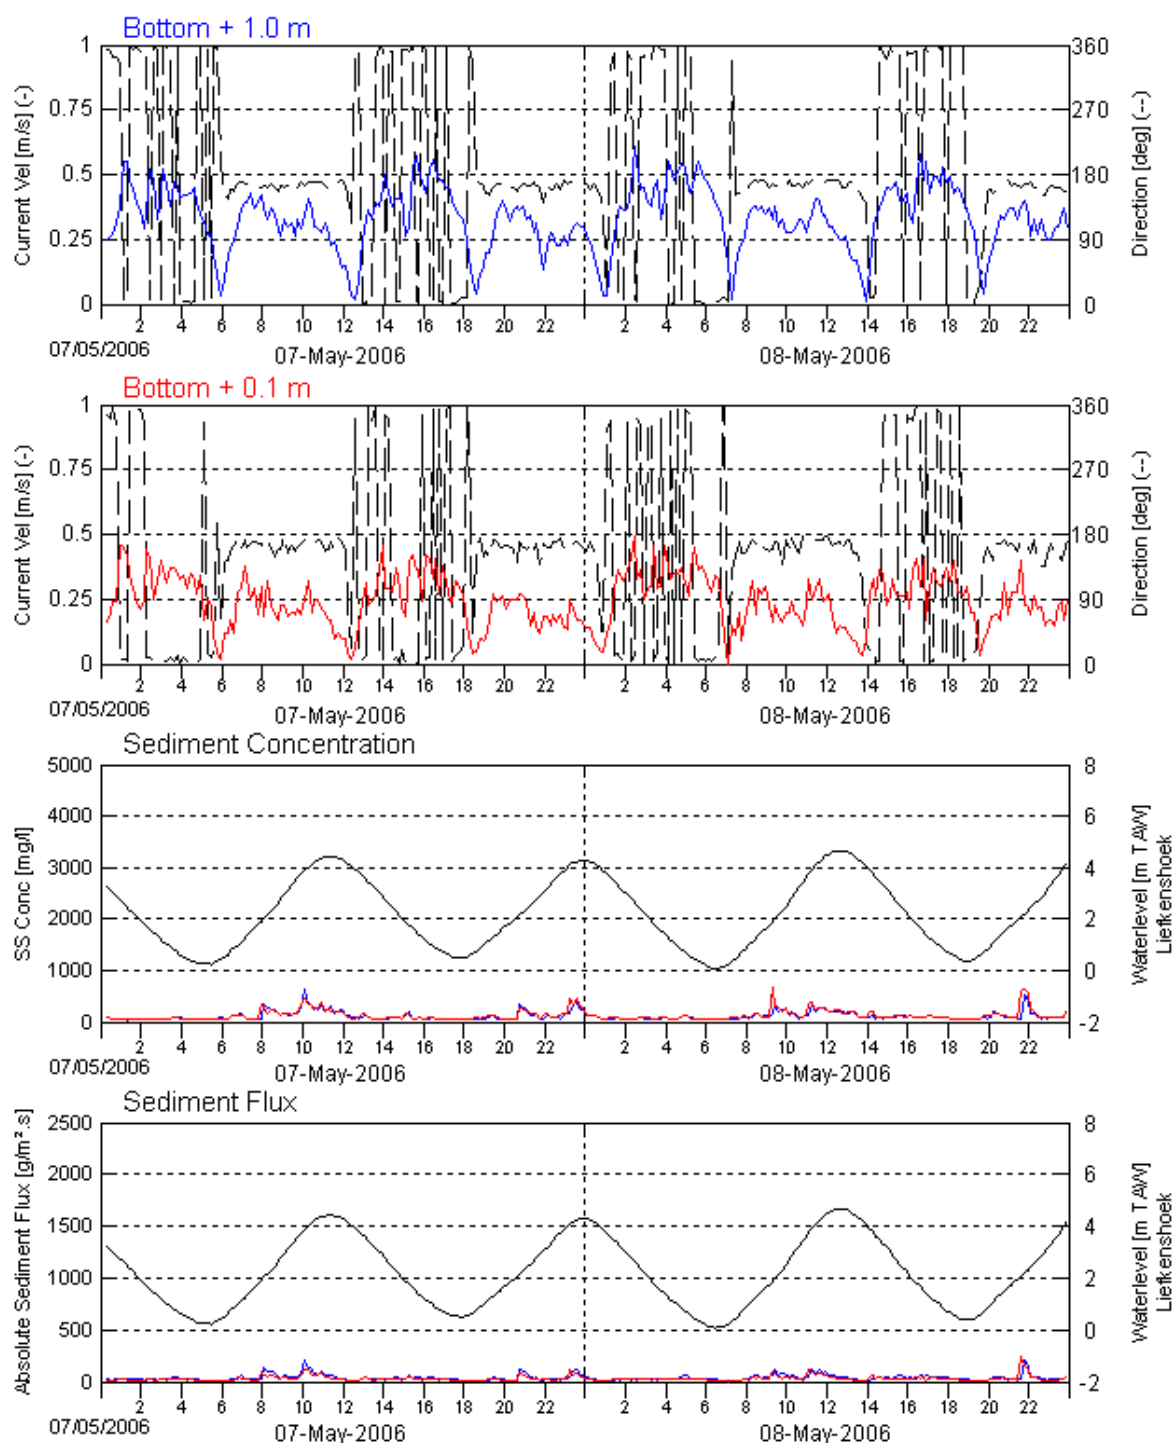 Bottom + 1.0 m
Current Vel [m/s] (-)
Direction [deg] (--)
1
0.75
0.5
0.25
0
360
270
180
90
0
2 4 6 8 10 12 14 16 18 20 22 2 4 6 8 10 12 14 16 18 20 22
07/05/2006
07-May-2006 08-May-2006
Bottom + 0.1 m
Current Vel [m/s] (-)
Direction [deg] (--)
1
0.75
0.5
0.25
0
360
270
180
90
0
2 4 6 8 10 12 14 16 18 20 22 2 4 6 8 10 12 14 16 18 20 22
07/05/2006
07-May-2006 08-May-2006
Sediment Concentration
SS Conc [mg/l]
Waterlevel [m TAW]
Liefkenshoek
5000
4000
3000
2000
1000
0
8
6
4
2
0
-2
2 4 6 8 10 12 14 16 18 20 22 2 4 6 8 10 12 14 16 18 20 22
07/05/2006
07-May-2006 08-May-2006
Sediment Flux
Absolute Sediment Flux [g/m².s]
Waterlevel [m TAW]
Liefkenshoek
2500
2000
1500
1000
500
0
8
6
4
2
0
-2
2 4 6 8 10 12 14 16 18 20 22 2 4 6 8 10 12 14 16 18 20 22
07/05/2006
07-May-2006 08-May-2006